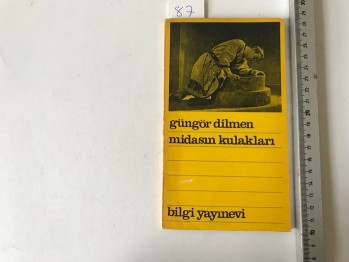 87
güngör dilmen
midasın kulakları
bilgi yayınevi